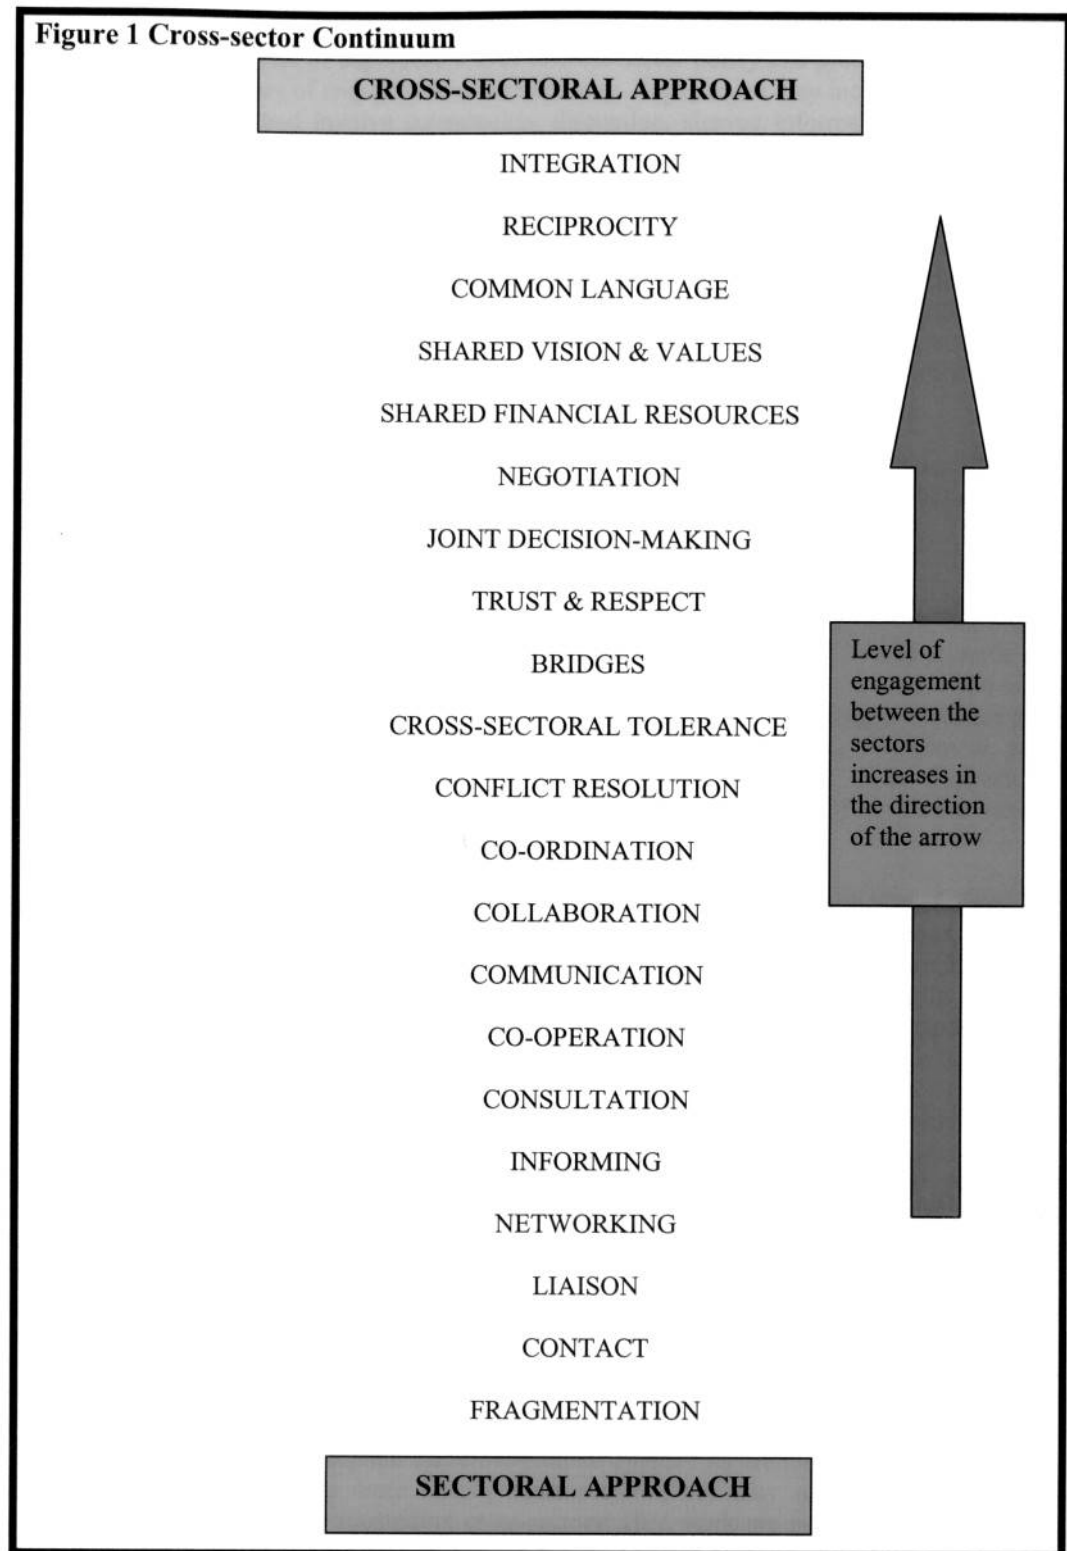 Figure 1 Cross-sector Continuum
CROSS-SECTORAL APPROACH
INTEGRATION
RECIPROCITY
COMMON LANGUAGE
SHARED VISION & VALUES
SHARED FINANCIAL RESOURCES
NEGOTIATION
JOINT DECISION-MAKING
TRUST & RESPECT
BRIDGES
CROSS-SECTORAL TOLERANCE
CONFLICT RESOLUTION
CO-ORDINATION
COLLABORATION
COMMUNICATION
CO-OPERATION
CONSULTATION
INFORMING
NETWORKING
LIAISON
CONTACT
FRAGMENTATION
SECTORAL APPROACH
Level of
engagement
between the
sectors
increases in
the direction
of the arrow